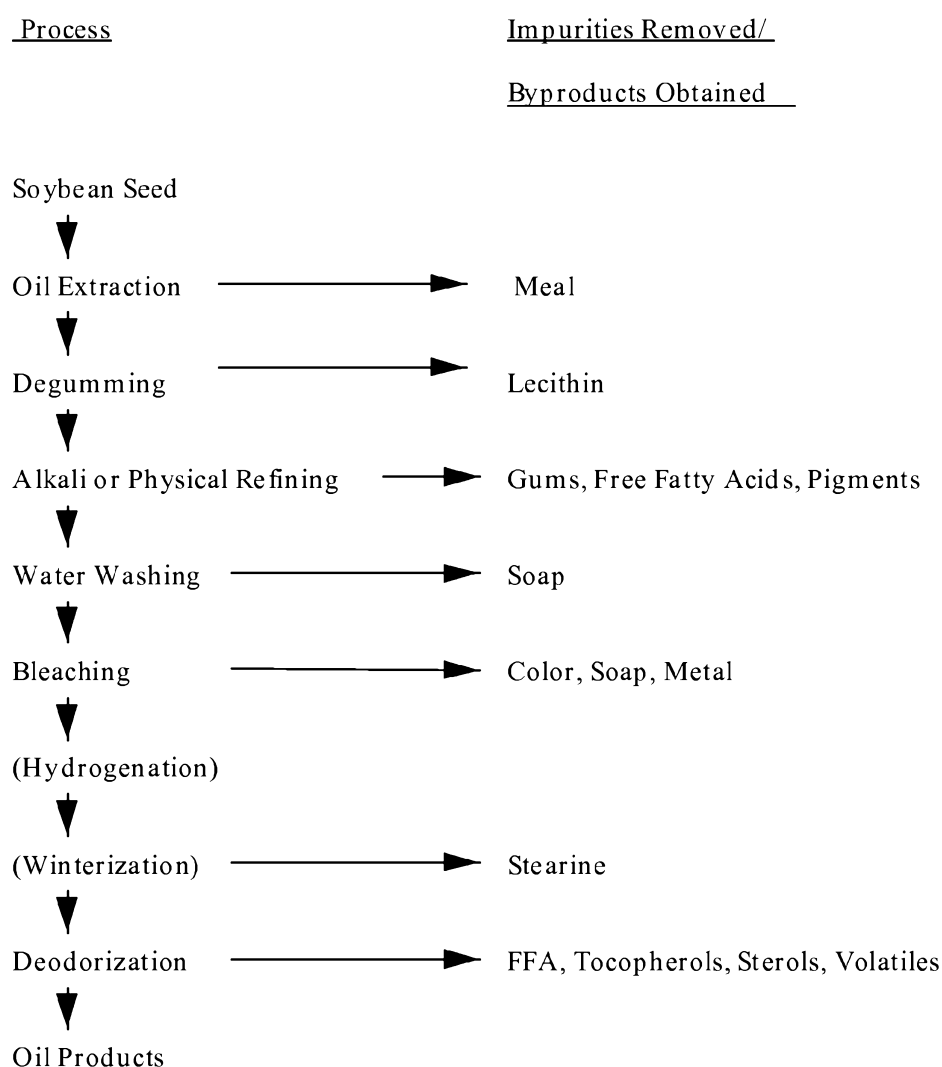 Process
Impurities Removed/
Byproducts Obtained
Soybean Seed
Oil Extraction
Meal
Degumming
Lecithin
Alkali or Physical Refining
Gums, Free Fatty Acids, Pigments
Water Washing
Soap
Bleaching
Color, Soap, Metal
(Hydrogenation)
(Winterization)
Stearine
Deodorization
FFA, Tocopherols, Sterols, Volatiles
Oil Products